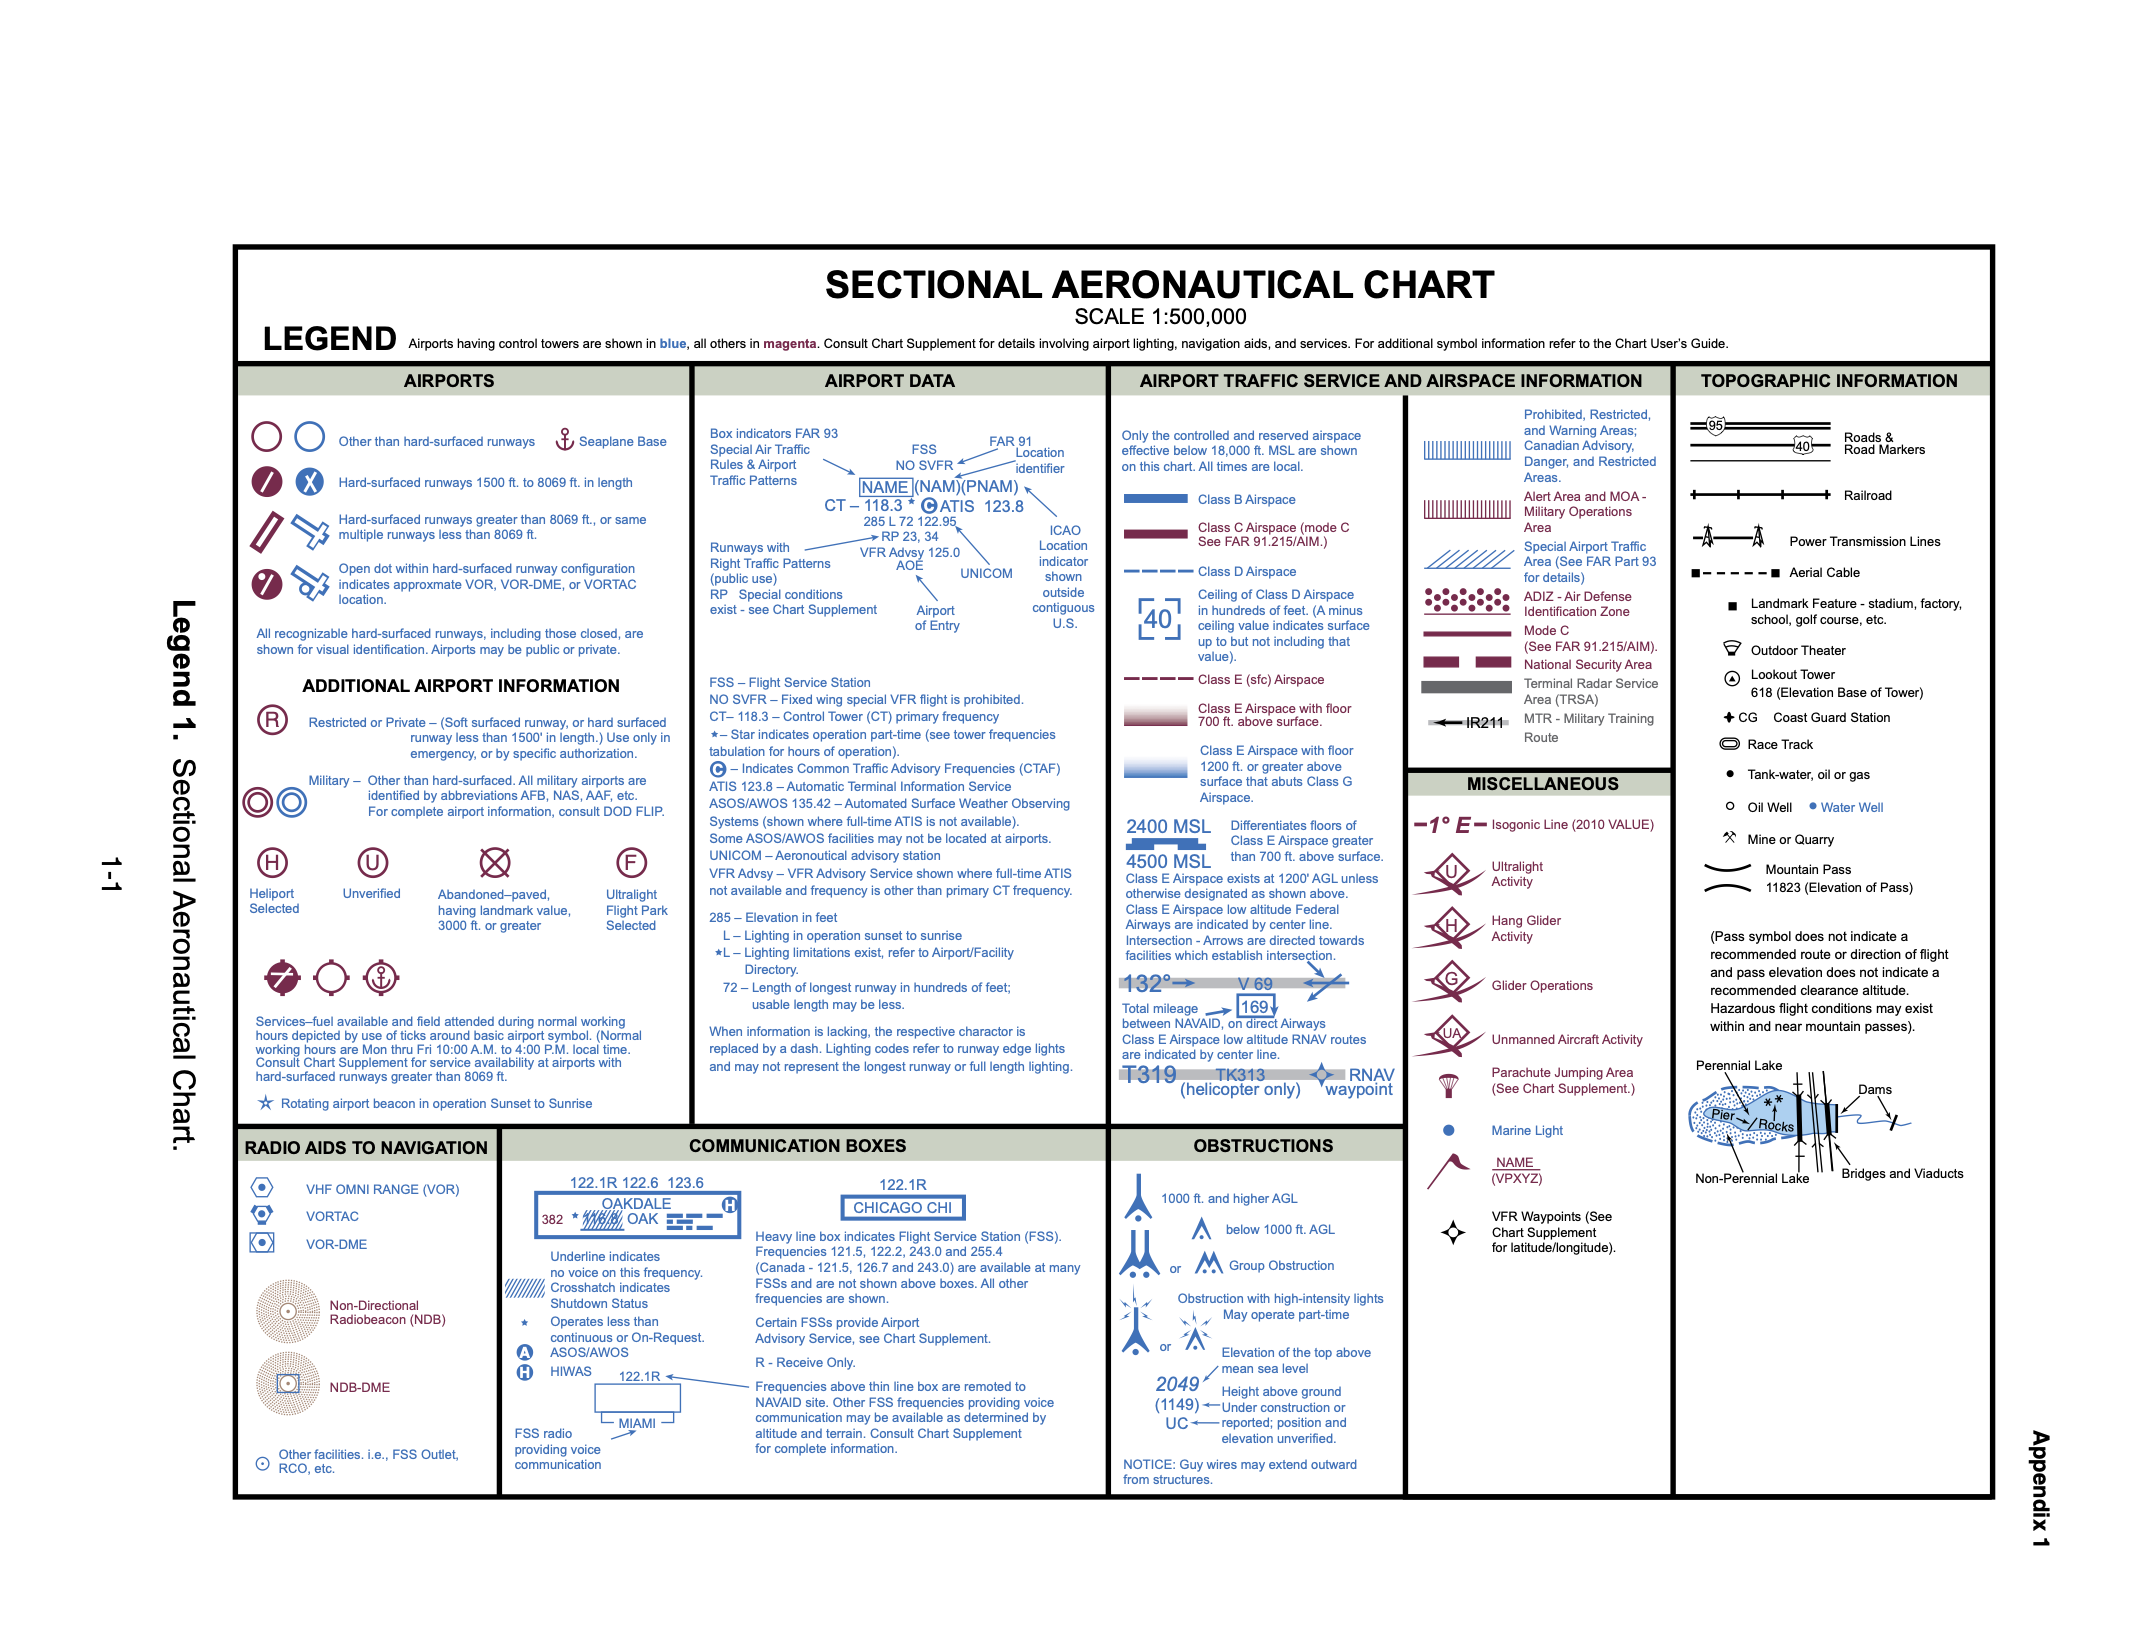 SECTIONAL AERONAUTICAL CHART
SCALE 1:500,000
LEGEND Airports having control towers are shown in blue, all others in magenta. Consult Chart Supplement for details involving airport lighting, navigation aids, and services. For additional symbol information refer to the Chart User's Guide.
AIRPORTS
Other than hard-surfaced runways
Seaplane Base
Hard-surfaced runways 1500 ft. to 8069 ft. in length
Hard-surfaced runways greater than 8069 ft., or same
multiple runways less than 8069 ft.
Open dot within hard-surfaced runway configuration
indicates approxmate VOR, VOR-DME, or VORTAC
location.
All recognizable hard-surfaced runways, including those closed, are
shown for visual identification. Airports may be public or private.
ADDITIONAL AIRPORT INFORMATION
R
Restricted or Private – (Soft surfaced runway, or hard surfaced
runway less than 1500' in length.) Use only in
emergency, or by specific authorization.
Military – Other than hard-surfaced. All military airports are
identified by abbreviations AFB, NAS, AAF, etc.
For complete airport information, consult DOD FLIP.
H
Heliport
Selected
U
Unverified
Abandoned–paved,
having landmark value,
3000 ft. or greater
F
Ultralight
Flight Park
Selected
Services–fuel available and field attended during normal working
hours depicted by use of ticks around basic airport symbol. (Normal
working hours are Mon thru Fri 10:00 A.M. to 4:00 P.M. local time.
Consult Chart Supplement for service availability at airports with
hard-surfaced runways greater than 8069 ft.
Rotating airport beacon in operation Sunset to Sunrise
AIRPORT DATA
Box indicators FAR 93
Special Air Traffic
Rules & Airport
Traffic Patterns
FSS
NO SVFR
FAR 91
Location
identifier
NAME (NAM)(PNAM)
CT – 118.3 * C ATIS 123.8
285 L 72 122.95
RP 23, 34
VFR Advsy 125.0
AOE
Runways with
Right Traffic Patterns
(public use)
RP Special conditions
exist - see Chart Supplement
UNICOM
Airport
of Entry
ICAO
Location
indicator
shown
outside
contiguous
U.S.
FSS – Flight Service Station
NO SVFR – Fixed wing special VFR flight is prohibited.
CT– 118.3 – Control Tower (CT) primary frequency
★– Star indicates operation part-time (see tower frequencies
tabulation for hours of operation).
C – Indicates Common Traffic Advisory Frequencies (CTAF)
ATIS 123.8 – Automatic Terminal Information Service
ASOS/AWOS 135.42 – Automated Surface Weather Observing
Systems (shown where full-time ATIS is not available).
Some ASOS/AWOS facilities may not be located at airports.
UNICOM – Aeronoutical advisory station
VFR Advsy – VFR Advisory Service shown where full-time ATIS
not available and frequency is other than primary CT frequency.
285 – Elevation in feet
L – Lighting in operation sunset to sunrise
★L – Lighting limitations exist, refer to Airport/Facility
Directory.
72 – Length of longest runway in hundreds of feet;
usable length may be less.
When information is lacking, the respective charactor is
replaced by a dash. Lighting codes refer to runway edge lights
and may not represent the longest runway or full length lighting.
AIRPORT TRAFFIC SERVICE AND AIRSPACE INFORMATION
Only the controlled and reserved airspace
effective below 18,000 ft. MSL are shown
on this chart. All times are local.
Class B Airspace
Class C Airspace (mode C
See FAR 91.215/AIM.)
Class D Airspace
40
Ceiling of Class D Airspace
in hundreds of feet. (A minus
ceiling value indicates surface
up to but not including that
value).
Class E (sfc) Airspace
Class E Airspace with floor
700 ft. above surface.
Class E Airspace with floor
1200 ft. or greater above
surface that abuts Class G
Airspace.
2400 MSL
4500 MSL
Differentiates floors of
Class E Airspace greater
than 700 ft. above surface.
Class E Airspace exists at 1200' AGL unless
otherwise designated as shown above.
Class E Airspace low altitude Federal
Airways are indicated by center line.
Intersection - Arrows are directed towards
facilities which establish intersection.
132° V 69
169
Total mileage
between NAVAID, on direct Airways
Class E Airspace low altitude RNAV routes
are indicated by center line.
T319 TK313 RNAV
(helicopter only) waypoint
Prohibited, Restricted,
and Warning Areas;
Canadian Advisory,
Danger, and Restricted
Areas.
Alert Area and MOA -
Military Operations
Area
Special Airport Traffic
Area (See FAR Part 93
for details)
ADIZ - Air Defense
Identification Zone
Mode C
(See FAR 91.215/AIM).
National Security Area
Terminal Radar Service
Area (TRSA)
IR211
MTR - Military Training
Route
MISCELLANEOUS
1° E
Isogonic Line (2010 VALUE)
U
Ultralight
Activity
H
Hang Glider
Activity
G
Glider Operations
UA
Unmanned Aircraft Activity
Parachute Jumping Area
(See Chart Supplement.)
Marine Light
NAME
(VPXYZ)
VFR Waypoints (See
Chart Supplement
for latitude/longitude).
TOPOGRAPHIC INFORMATION
95
40
Roads &
Road Markers
Railroad
Power Transmission Lines
Aerial Cable
Landmark Feature - stadium, factory,
school, golf course, etc.
Outdoor Theater
Lookout Tower
618 (Elevation Base of Tower)
CG Coast Guard Station
Race Track
Tank-water, oil or gas
Oil Well
Water Well
Mine or Quarry
Mountain Pass
11823 (Elevation of Pass)
(Pass symbol does not indicate a
recommended route or direction of flight
and pass elevation does not indicate a
recommended clearance altitude.
Hazardous flight conditions may exist
within and near mountain passes).
Perennial Lake
Dams
Pier
Rocks
Non-Perennial Lake
Bridges and Viaducts
RADIO AIDS TO NAVIGATION
VHF OMNI RANGE (VOR)
VORTAC
VOR-DME
Non-Directional
Radiobeacon (NDB)
NDB-DME
Other facilities. i.e., FSS Outlet,
RCO, etc.
COMMUNICATION BOXES
122.1R 122.6 123.6
OAKDALE H
382 * 116.8 OAK
Underline indicates
no voice on this frequency.
Crosshatch indicates
Shutdown Status
Operates less than
continuous or On-Request.
A ASOS/AWOS
H HIWAS
122.1R
MIAMI
FSS radio
providing voice
communication
122.1R
CHICAGO CHI
Heavy line box indicates Flight Service Station (FSS).
Frequencies 121.5, 122.2, 243.0 and 255.4
(Canada - 121.5, 126.7 and 243.0) are available at many
FSSs and are not shown above boxes. All other
frequencies are shown.
Certain FSSs provide Airport
Advisory Service, see Chart Supplement.
R - Receive Only.
Frequencies above thin line box are remoted to
NAVAID site. Other FSS frequencies providing voice
communication may be available as determined by
altitude and terrain. Consult Chart Supplement
for complete information.
OBSTRUCTIONS
1000 ft. and higher AGL
below 1000 ft. AGL
or
Group Obstruction
Obstruction with high-intensity lights
May operate part-time
or
Elevation of the top above
mean sea level
2049
(1149)
UC
Height above ground
Under construction or
reported; position and
elevation unverified.
NOTICE: Guy wires may extend outward
from structures.
Legend 1. Sectional Aeronautical Chart.
1-1
Appendix 1